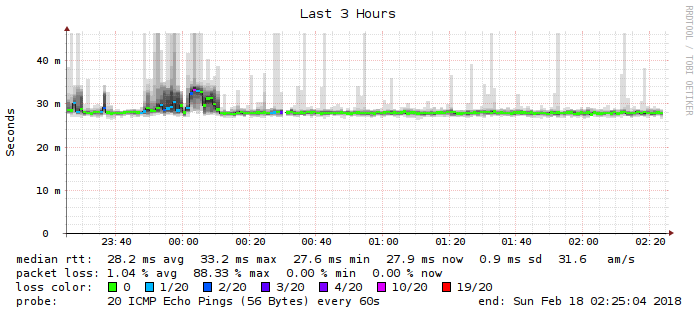 Last 3 Hours
RRDTOOL / TOBI OETIKER
Seconds
40 m
30 m
20 m
10 m
0
23:40 00:00 00:20 00:40 01:00 01:20 01:40 02:00 02:20
median rtt: 28.2 ms avg 33.2 ms max 27.6 ms min 27.9 ms now 0.9 ms sd 31.6 am/s
packet loss: 1.04 % avg 88.33 % max 0.00 % min 0.00 % now
loss color: 0 1/20 2/20 3/20 4/20 10/20 19/20
probe: 20 ICMP Echo Pings (56 Bytes) every 60s end: Sun Feb 18 02:25:04 2018